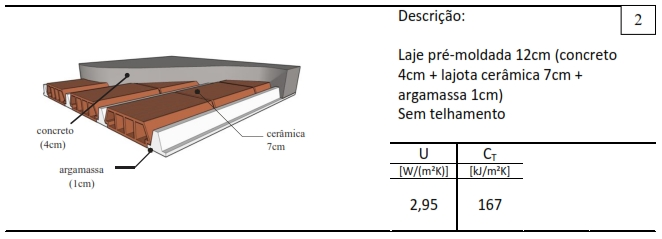 concreto
(4cm)
argamassa
(1cm)
cerâmica
7cm
Descrição:
2
Laje pré-moldada 12cm (concreto
4cm + lajota cerâmica 7cm +
argamassa 1cm)
Sem telhamento
U CT
[W/(m²K)] [kJ/m²K]
2,95 167